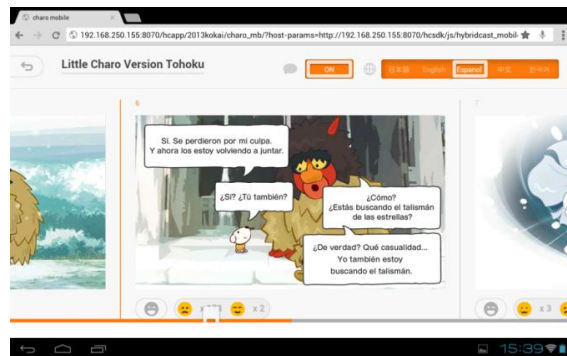 charo mobile
192.168.250.155:8070/hcapp/2013kokai/charo_mb/?host-params=http://192.168.250.155:8070/hcsdk/js/hybridcast_mobil-
Little Charo Version Tohoku
ON
日本語 English Espanol 中文 한국어
6
7
Sí. Se perdieron por mi culpa.
Y ahora los estoy volviendo a juntar.
¿Sí? ¿Tú también?
¿Cómo?
¿Estás buscando el talismán
de las estrellas?
¿De verdad? Qué casualidad...
Yo también estoy
buscando el talismán.
x 2
x 3
15:39